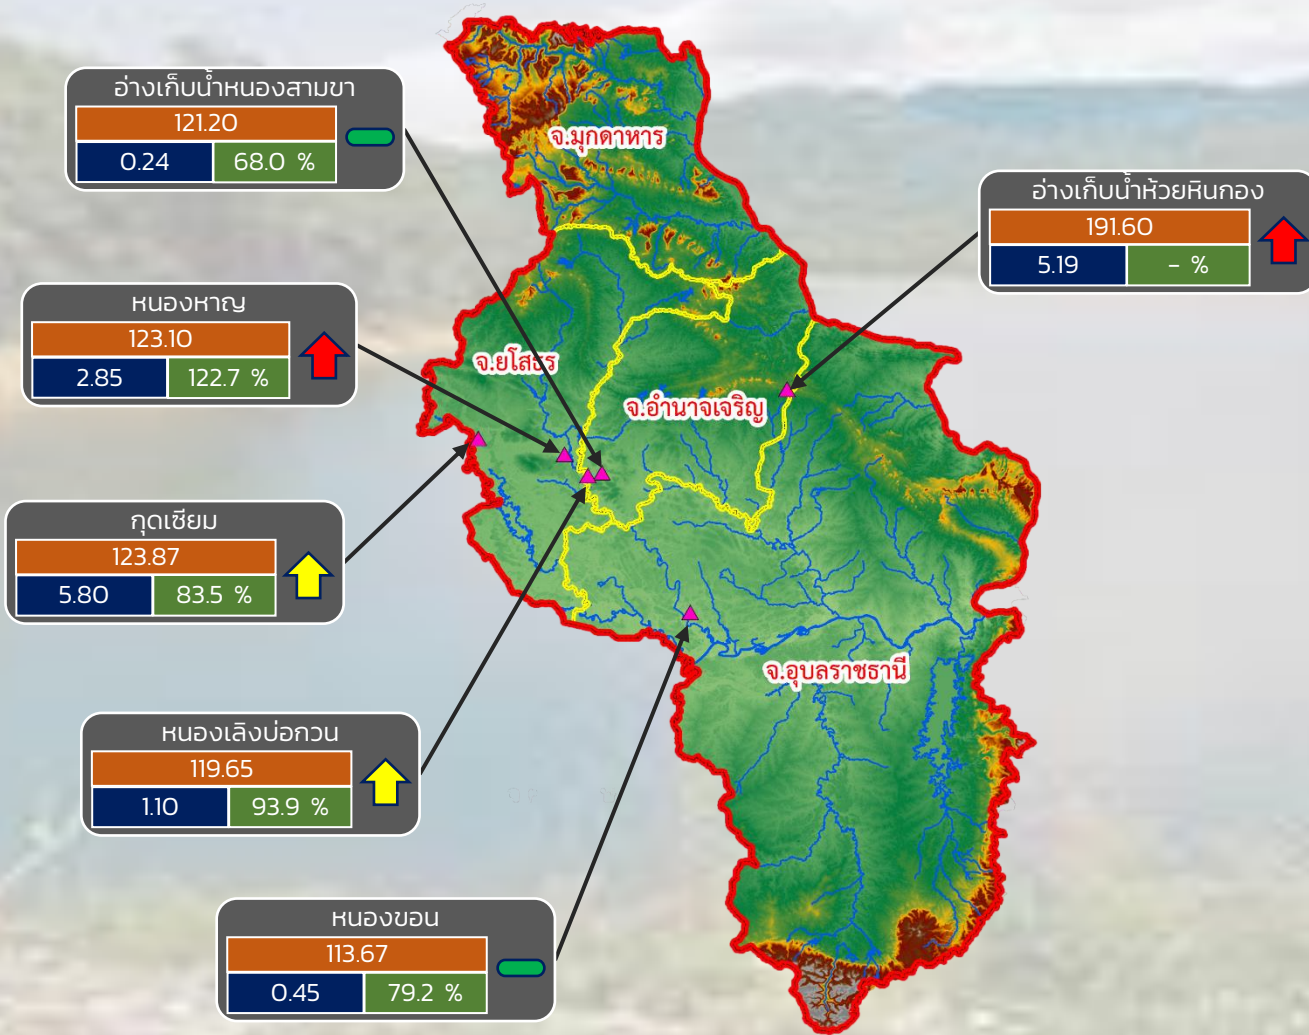 อ่างเก็บน้ำหนองสามขา
121.20
0.24 68.0 %
จ.มุกดาหาร
อ่างเก็บน้ำห้วยหินกอง
191.60
5.19 - %
หนองหาญ
123.10
2.85 122.7 %
จ.ยโสธร
จ.อำนาจเจริญ
กุดเซียม
123.87
5.80 83.5 %
จ.อุบลราชธานี
หนองเลิงบ่อกวน
119.65
1.10 93.9 %
หนองขอน
113.67
0.45 79.2 %